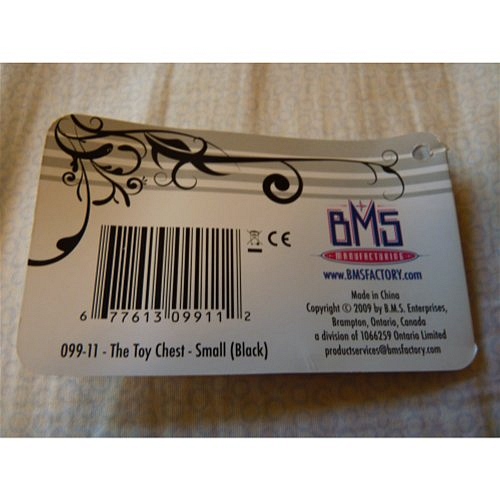 BMS
MANUFACTURING
www.BMSFACTORY.com
CE
6 77613 09911 2
Made in China
Copyright © 2009 by B.M.S. Enterprises,
Brampton, Ontario, Canada
a division of 1066259 Ontario Limited
productservices@bmsfactory.com
099-11 - The Toy Chest - Small (Black)